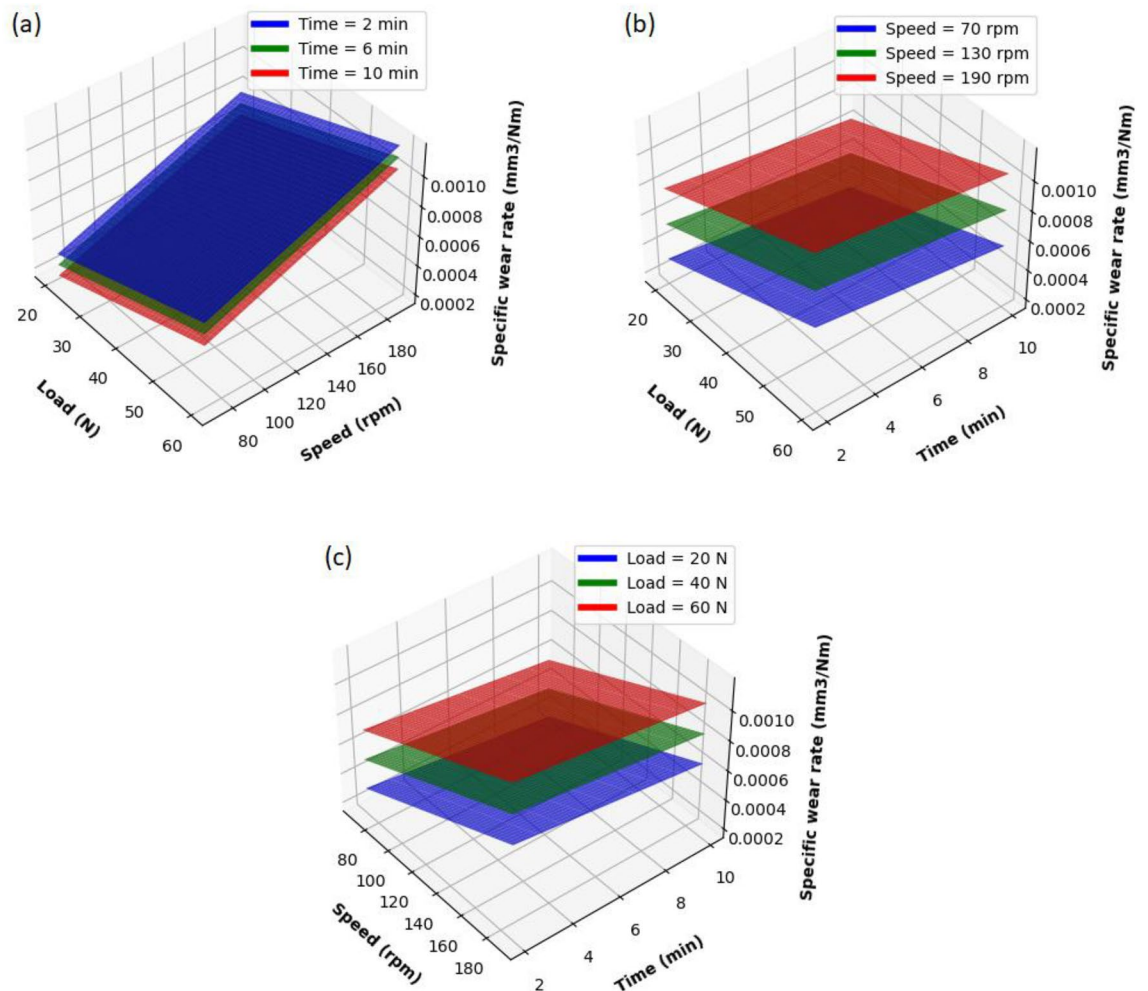 (a)
Time = 2 min
Time = 6 min
Time = 10 min
0.0010
0.0008
0.0006
0.0004
0.0002
Specific wear rate (mm3/Nm)
20
30
40
50
60
Load (N)
80
100
120
140
160
180
Speed (rpm)
(b)
Speed = 70 rpm
Speed = 130 rpm
Speed = 190 rpm
0.0010
0.0008
0.0006
0.0004
0.0002
Specific wear rate (mm3/Nm)
20
30
40
50
60
Load (N)
2
4
6
8
10
Time (min)
(c)
Load = 20 N
Load = 40 N
Load = 60 N
0.0010
0.0008
0.0006
0.0004
0.0002
Specific wear rate (mm3/Nm)
80
100
120
140
160
180
Speed (rpm)
2
4
6
8
10
Time (min)